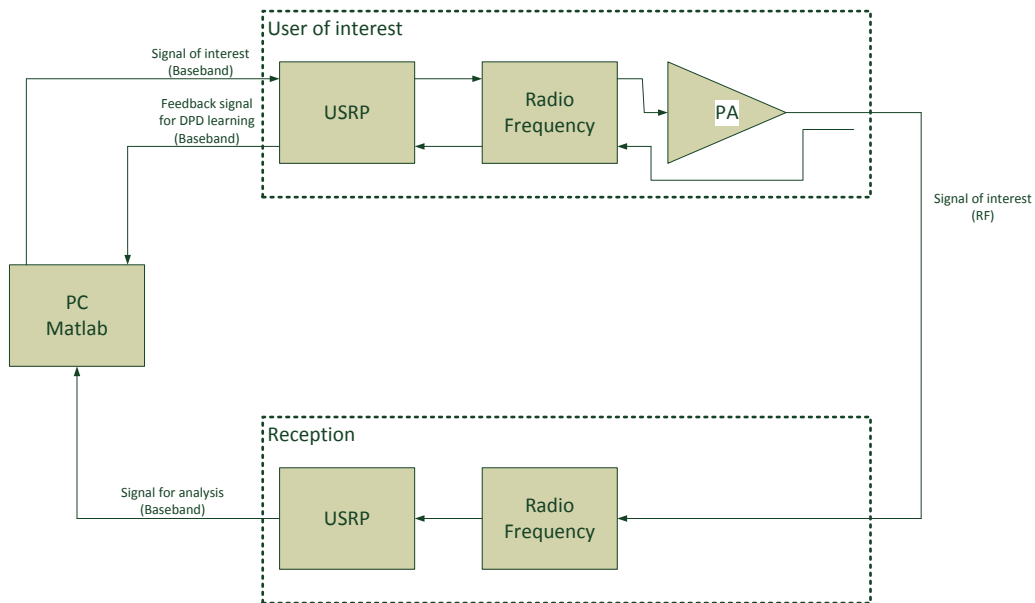 User of interest
Signal of interest
(Baseband)
USRP
Radio
Frequency
PA
Feedback signal
for DPD learning
(Baseband)
Signal of interest
(RF)
PC
Matlab
Reception
Signal for analysis
(Baseband)
USRP
Radio
Frequency